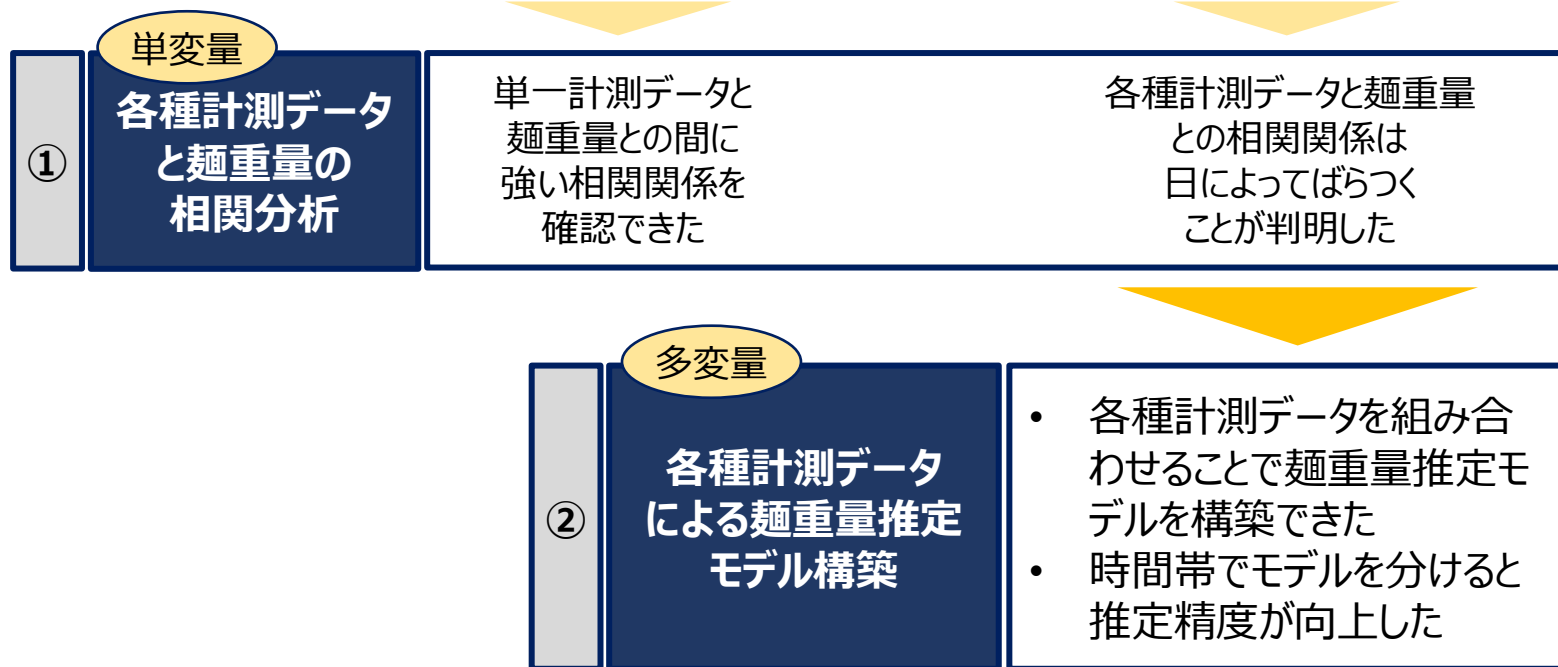 単変量
①
各種計測データ
と麺重量の
相関分析
単一計測データと
麺重量との間に
強い相関関係を
確認できた
各種計測データと麺重量
との相関関係は
日によってばらつく
ことが判明した
多変量
②
各種計測データ
による麺重量推定
モデル構築
• 各種計測データを組み合
わせることで麺重量推定モ
デルを構築できた
• 時間帯でモデルを分けると
推定精度が向上した